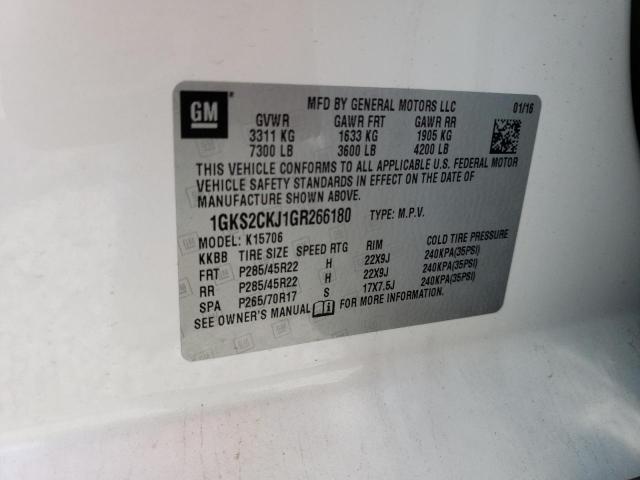 GM
MFD BY GENERAL MOTORS LLC 01/16
GVWR GAWR FRT GAWR RR
3311 KG 1633 KG 1905 KG
7300 LB 3600 LB 4200 LB
THIS VEHICLE CONFORMS TO ALL APPLICABLE U.S. FEDERAL MOTOR
VEHICLE SAFETY STANDARDS IN EFFECT ON THE DATE OF
MANUFACTURE SHOWN ABOVE.
1GKS2CKJ1GR266180 TYPE: M.P.V.
MODEL: K15706
KKBB TIRE SIZE SPEED RTG RIM COLD TIRE PRESSURE
FRT P285/45R22 H 22X9J 240KPA(35PSI)
RR P285/45R22 H 22X9J 240KPA(35PSI)
SPA P265/70R17 S 17X7.5J 240KPA(35PSI)
SEE OWNER'S MANUAL FOR MORE INFORMATION.